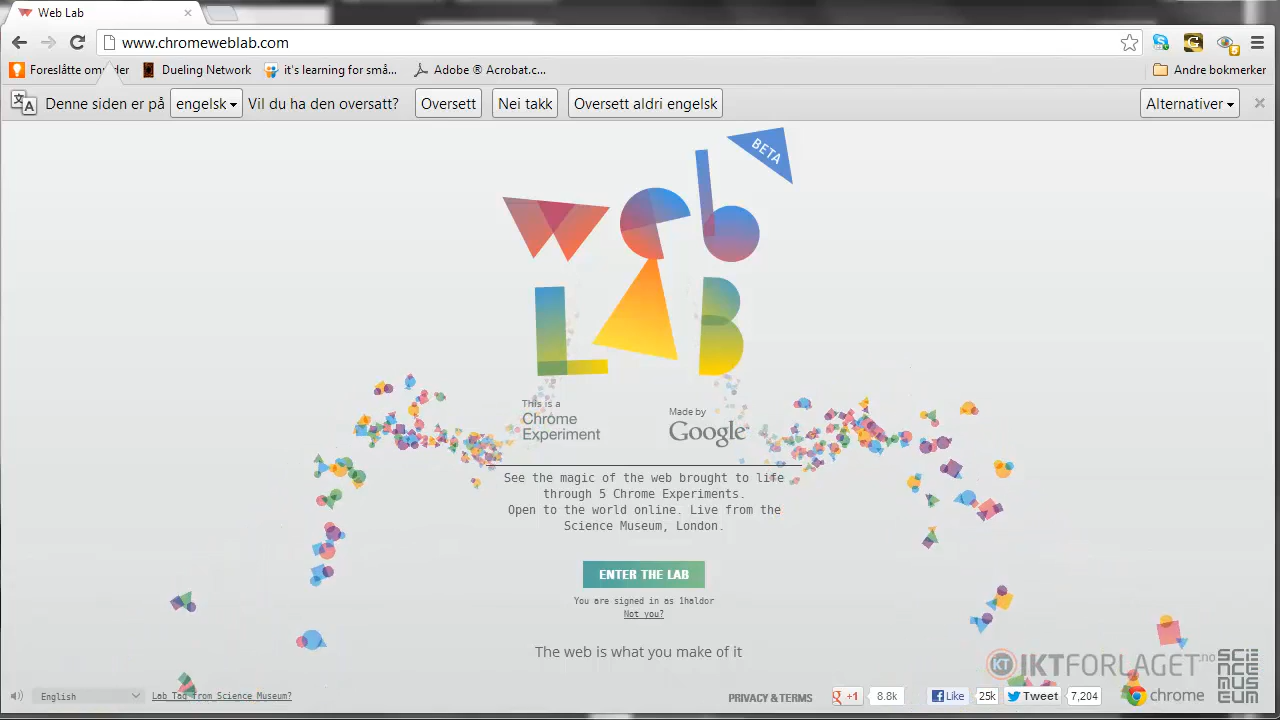 Web Lab
www.chromeweblab.com
Foreslåtte områder
Dueling Network
it's learning for små...
Adobe ® Acrobat.c...
Andre bokmerker
Denne siden er på engelsk Vil du ha den oversatt? Oversett Nei takk Oversett aldri engelsk Alternativer
BETA
web
LAB
This is a
Chrome
Experiment
Made by
Google
See the magic of the web brought to life
through 5 Chrome Experiments.
Open to the world online. Live from the
Science Museum, London.
ENTER THE LAB
You are signed in as 1haldor
Not you?
The web is what you make of it
IKT IKTFORLAGET.no
English
Lab Tag from Science Museum?
PRIVACY & TERMS
+1 8.8k
Like 25k
Tweet 7,204
chrome
SCIENCE MUSEUM